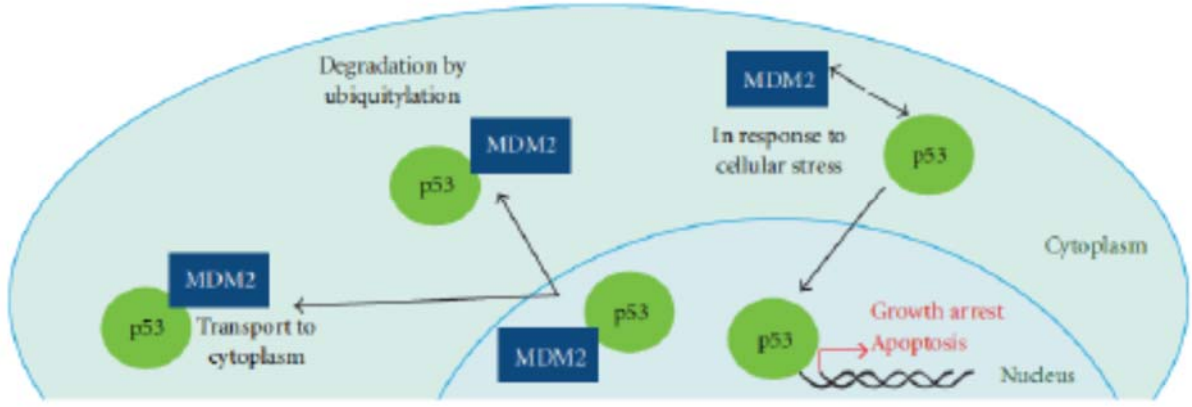 Degradation by
ubiquitylation
MDM2
p53
MDM2
In response to
cellular stress
p53
Cytoplasm
MDM2
p53
Transport to
cytoplasm
p53
MDM2
p53
Growth arrest
Apoptosis
Nucleus